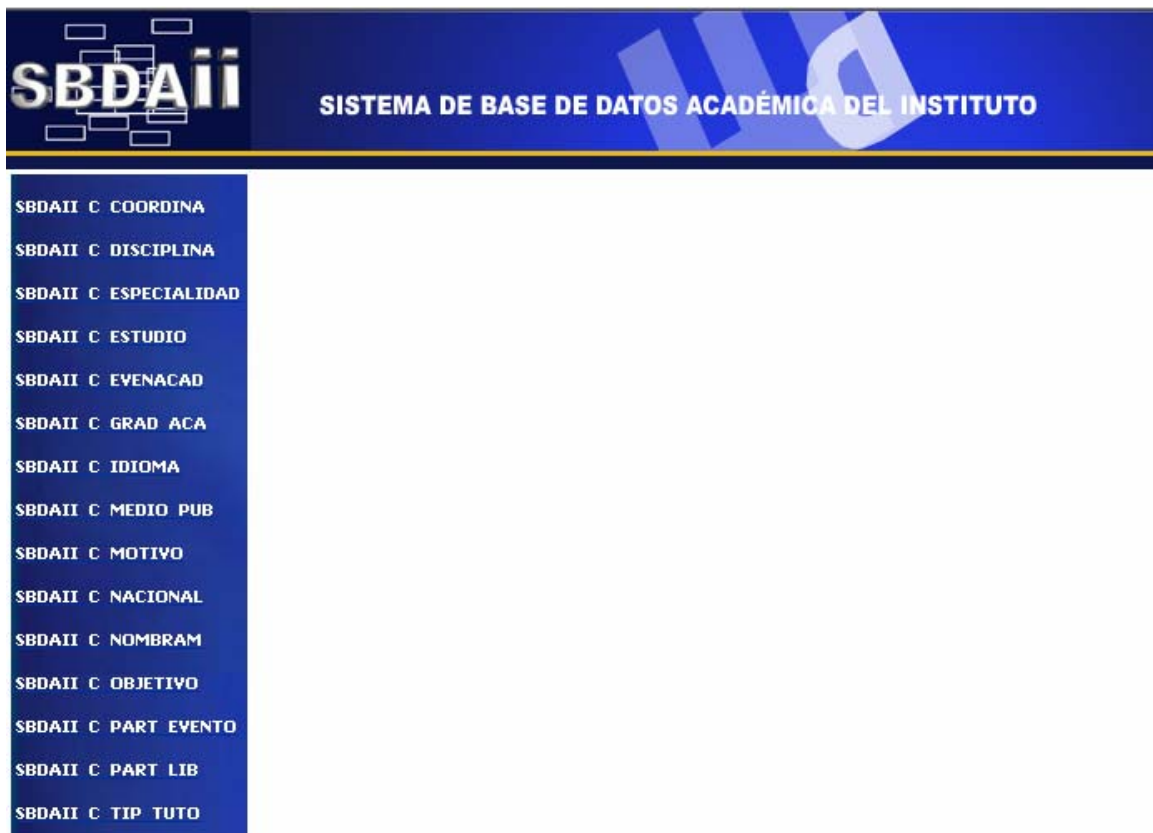 SBDAii
SISTEMA DE BASE DE DATOS ACADÉMICA DEL INSTITUTO
SBDAII C COORDINA
SBDAII C DISCIPLINA
SBDAII C ESPECIALIDAD
SBDAII C ESTUDIO
SBDAII C EVENACAD
SBDAII C GRAD ACA
SBDAII C IDIOMA
SBDAII C MEDIO PUB
SBDAII C MOTIVO
SBDAII C NACIONAL
SBDAII C NOMBRAM
SBDAII C OBJETIVO
SBDAII C PART EVENTO
SBDAII C PART LIB
SBDAII C TIP TUTO